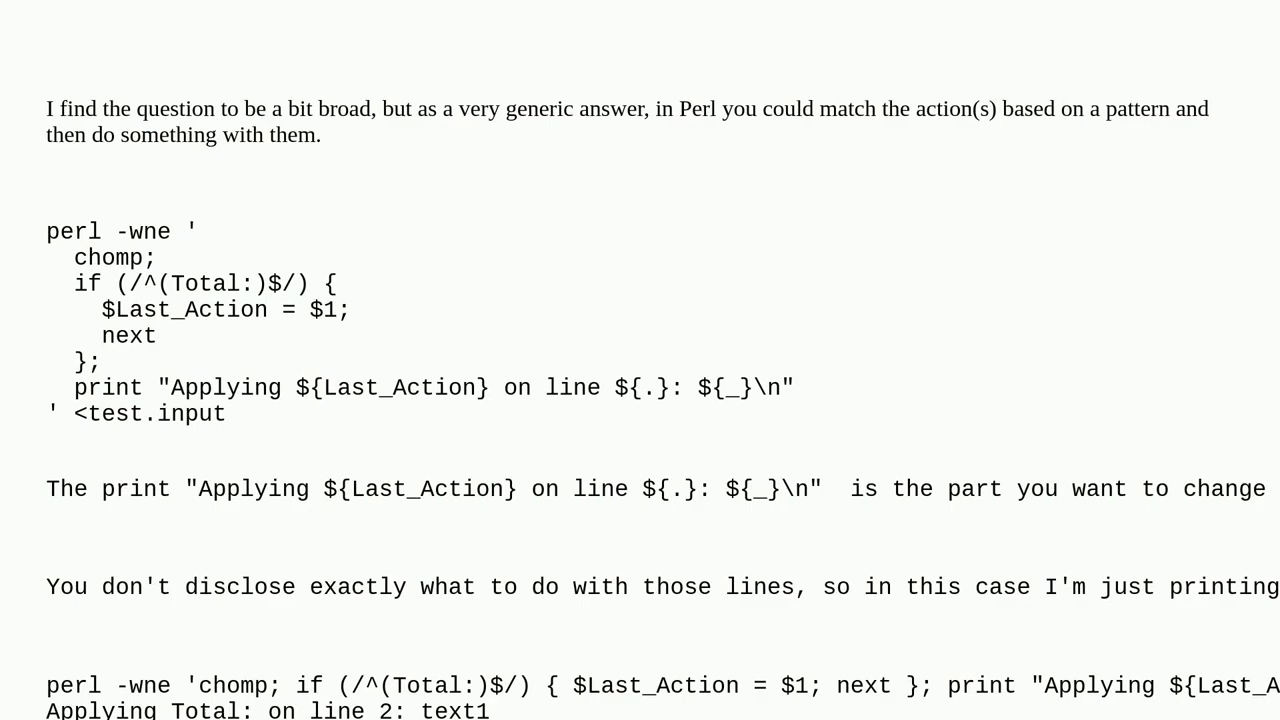 I find the question to be a bit broad, but as a very generic answer, in Perl you could match the action(s) based on a pattern and
then do something with them.
perl -wne '
  chomp;
  if (/^(Total:)$/) {
    $Last_Action = $1;
    next
  };
  print "Applying ${Last_Action} on line ${.}: ${_}\n"
' <test.input
The print "Applying ${Last_Action} on line ${.}: ${_}\n"  is the part you want to change
You don't disclose exactly what to do with those lines, so in this case I'm just printing
perl -wne 'chomp; if (/^(Total:)$/) { $Last_Action = $1; next }; print "Applying ${Last_A
Applying Total: on line 2: text1